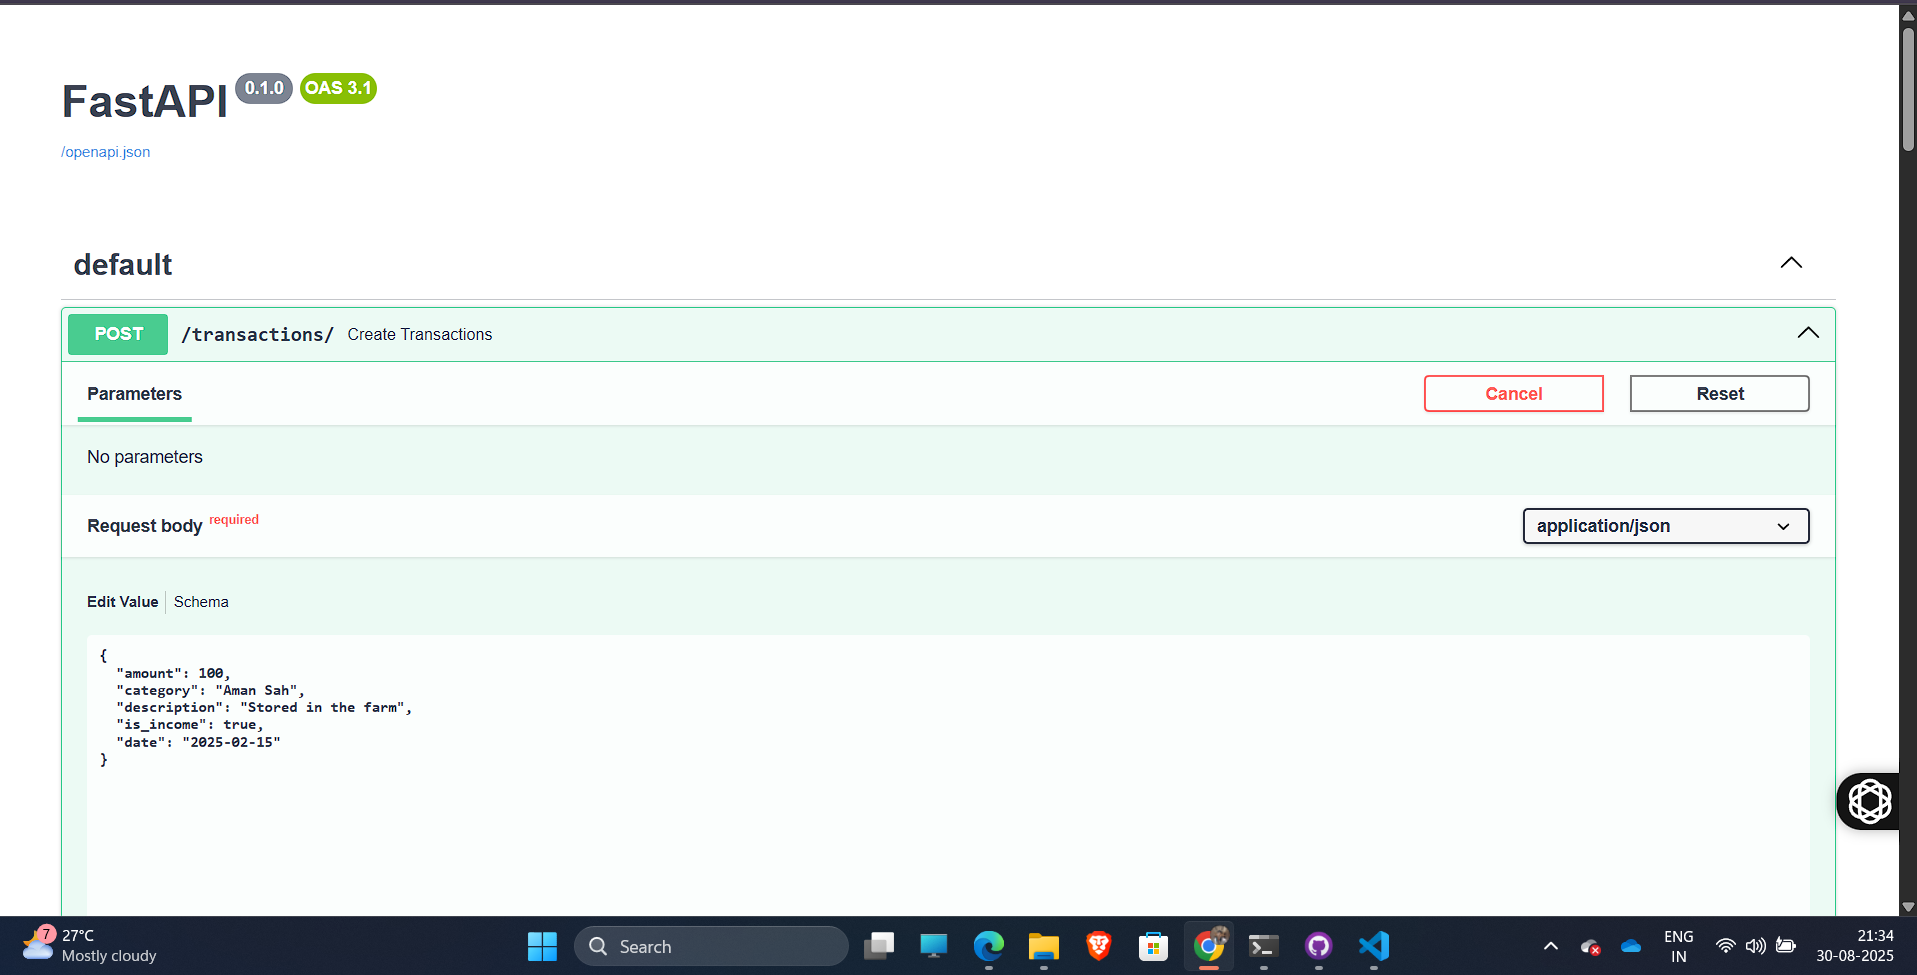 FastAPI 0.1.0 OAS 3.1
/openapi.json
default
POST /transactions/ Create Transactions
Parameters Cancel Reset
No parameters
Request body required application/json
Edit Value Schema
{
  "amount": 100,
  "category": "Aman Sah",
  "description": "Stored in the farm",
  "is_income": true,
  "date": "2025-02-15"
}
7 27°C
Mostly cloudy
Search
ENG
IN
21:34
30-08-2025